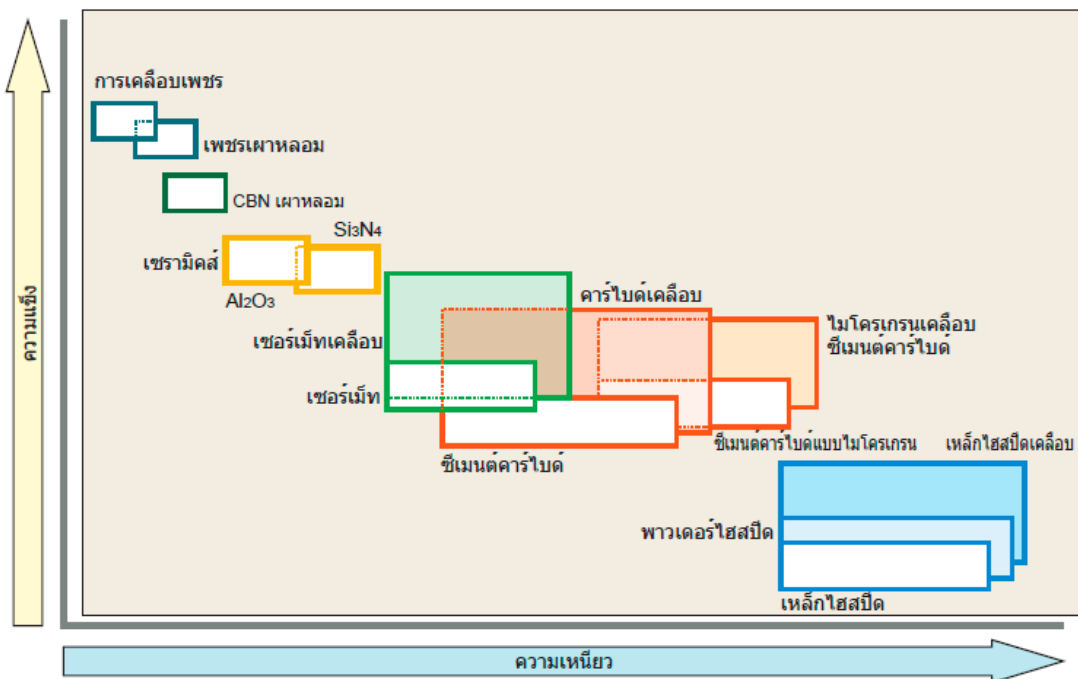 การเคลือบเพชร
เพชรเผาหลอม
CBN เผาหลอม
Si₃N₄
เซรามิคส์
Al₂O₃
คาร์ไบด์เคลือบ
ไมโครเกรนเคลือบ
ซีเมนต์คาร์ไบด์
เซอร์เม็ทเคลือบ
เซอร์เม็ท
ซีเมนต์คาร์ไบด์
ซีเมนต์คาร์ไบด์แบบไมโครเกรน
เหล็กไฮสปีดเคลือบ
พาวเดอร์ไฮสปีด
เหล็กไฮสปีด
ความแข็ง
ความเหนียว